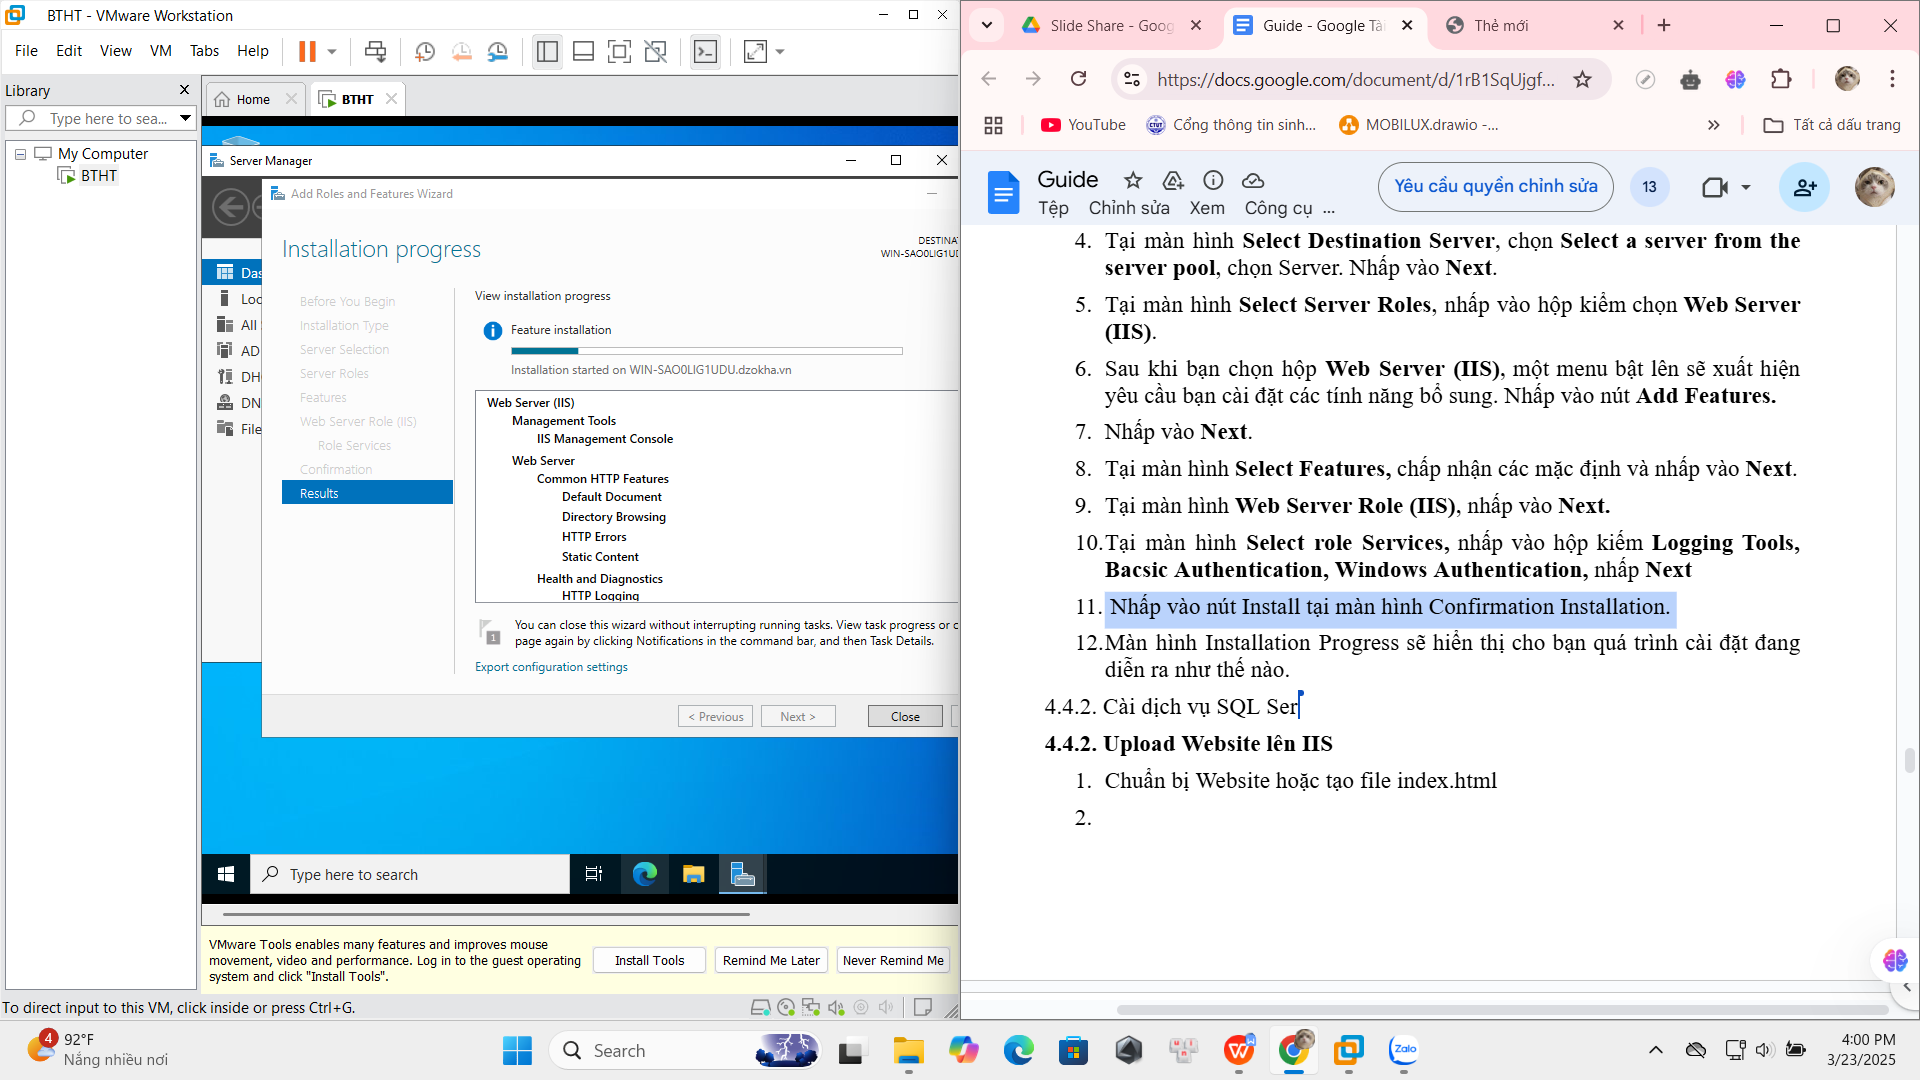 BTHT - VMware Workstation
File Edit View VM Tabs Help
Library
Type here to sea...
My Computer
BTHT
Home
BTHT
Server Manager
Add Roles and Features Wizard
Installation progress
DESTINA
WIN-SAO0LIG1U
Das
Loc
All
AD
DH
DN
File
Before You Begin
Installation Type
Server Selection
Server Roles
Features
Web Server Role (IIS)
Role Services
Confirmation
Results
View installation progress
Feature installation
Installation started on WIN-SAO0LIG1UDU.dzokha.vn
Web Server (IIS)
Management Tools
IIS Management Console
Web Server
Common HTTP Features
Default Document
Directory Browsing
HTTP Errors
Static Content
Health and Diagnostics
HTTP Logging
1
You can close this wizard without interrupting running tasks. View task progress or o
page again by clicking Notifications in the command bar, and then Task Details.
Export configuration settings
< Previous
Next >
Close
Type here to search
VMware Tools enables many features and improves mouse
movement, video and performance. Log in to the guest operating
system and click "Install Tools".
Install Tools
Remind Me Later
Never Remind Me
To direct input to this VM, click inside or press Ctrl+G.
Slide Share - Goog
Guide - Google Tài
Thẻ mới
https://docs.google.com/document/d/1rB1SqUjgf...
YouTube
Cổng thông tin sinh...
MOBILUX.drawio -...
Tất cả dấu trang
Guide
Tệp Chỉnh sửa Xem Công cụ ...
Yêu cầu quyền chỉnh sửa
13
4. Tại màn hình Select Destination Server, chọn Select a server from the
server pool, chọn Server. Nhấp vào Next.
5. Tại màn hình Select Server Roles, nhấp vào hộp kiểm chọn Web Server
(IIS).
6. Sau khi bạn chọn hộp Web Server (IIS), một menu bật lên sẽ xuất hiện
yêu cầu bạn cài đặt các tính năng bổ sung. Nhấp vào nút Add Features.
7. Nhấp vào Next.
8. Tại màn hình Select Features, chấp nhận các mặc định và nhấp vào Next.
9. Tại màn hình Web Server Role (IIS), nhấp vào Next.
10. Tại màn hình Select role Services, nhấp vào hộp kiểm Logging Tools,
Bacsic Authentication, Windows Authentication, nhấp Next
11. Nhấp vào nút Install tại màn hình Confirmation Installation.
12. Màn hình Installation Progress sẽ hiển thị cho bạn quá trình cài đặt đang
diễn ra như thế nào.
4.4.2. Cài dịch vụ SQL Ser
4.4.2. Upload Website lên IIS
1. Chuẩn bị Website hoặc tạo file index.html
2.
4
92°F
Nắng nhiều nơi
Search
Zalo
4:00 PM
3/23/2025